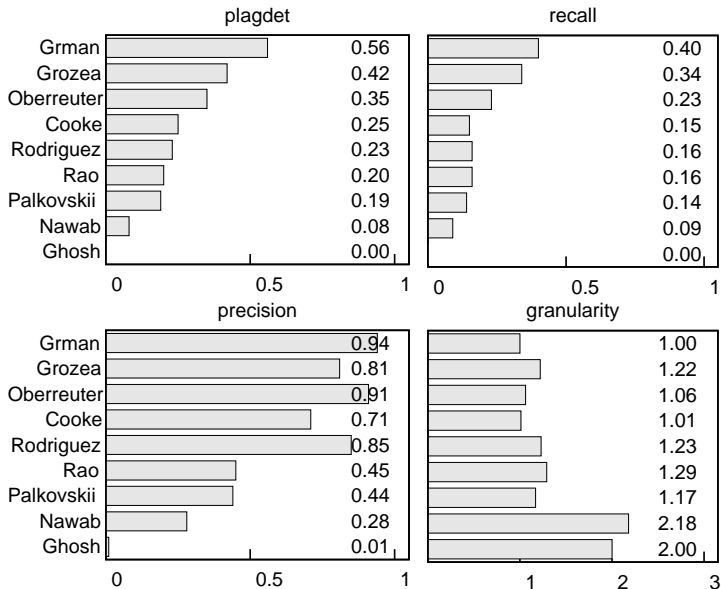 plagdet recall
Grman 0.56 0.40
Grozea 0.42 0.34
Oberreuter 0.35 0.23
Cooke 0.25 0.15
Rodriguez 0.23 0.16
Rao 0.20 0.16
Palkovskii 0.19 0.14
Nawab 0.08 0.09
Ghosh 0.00 0.00
0 0.5 1 0 0.5 1
precision granularity
Grman 0.94 1.00
Grozea 0.81 1.22
Oberreuter 0.91 1.06
Cooke 0.71 1.01
Rodriguez 0.85 1.23
Rao 0.45 1.29
Palkovskii 0.44 1.17
Nawab 0.28 2.18
Ghosh 0.01 2.00
0 0.5 1 1 2 3